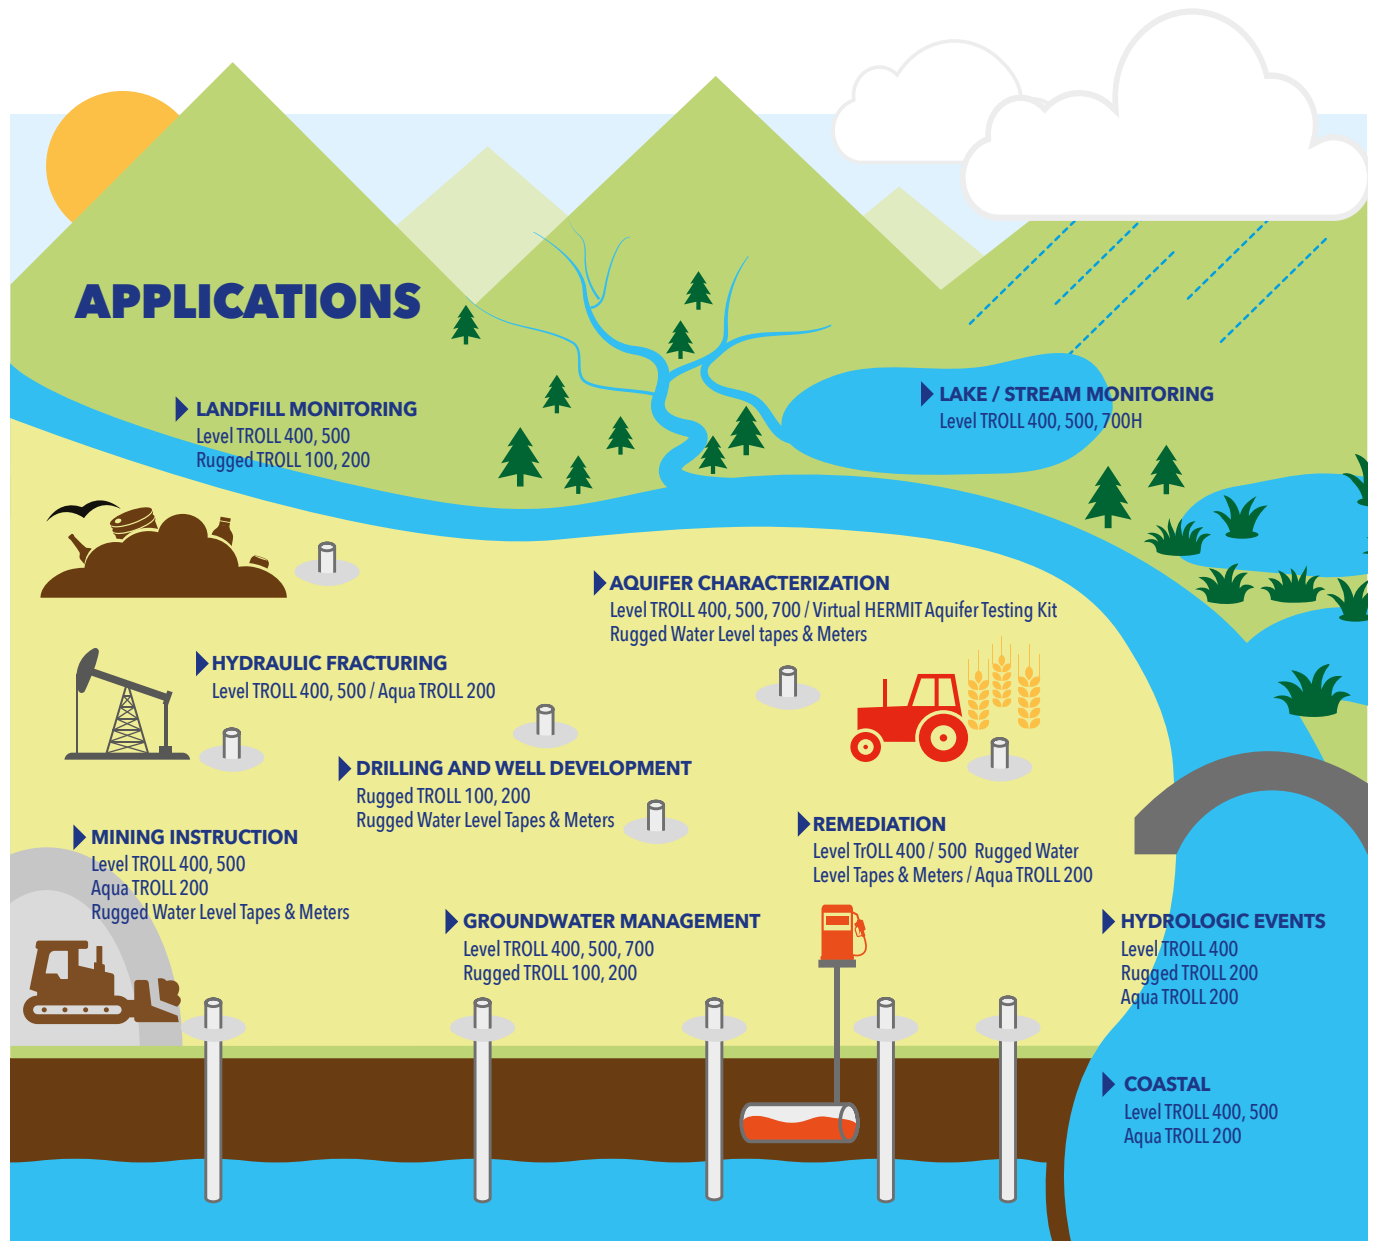 APPLICATIONS
LANDFILL MONITORING
Level TROLL 400, 500
Rugged TROLL 100, 200
LAKE / STREAM MONITORING
Level TROLL 400, 500, 700H
AQUIFER CHARACTERIZATION
Level TROLL 400, 500, 700 / Virtual HERMIT Aquifer Testing Kit
Rugged Water Level tapes & Meters
HYDRAULIC FRACTURING
Level TROLL 400, 500 / Aqua TROLL 200
DRILLING AND WELL DEVELOPMENT
Rugged TROLL 100, 200
Rugged Water Level Tapes & Meters
MINING INSTRUCTION
Level TROLL 400, 500
Aqua TROLL 200
Rugged Water Level Tapes & Meters
REMEDIATION
Level TrOLL 400 / 500 Rugged Water
Level Tapes & Meters / Aqua TROLL 200
GROUNDWATER MANAGEMENT
Level TROLL 400, 500, 700
Rugged TROLL 100, 200
HYDROLOGIC EVENTS
Level TROLL 400
Rugged TROLL 200
Aqua TROLL 200
COASTAL
Level TROLL 400, 500
Aqua TROLL 200